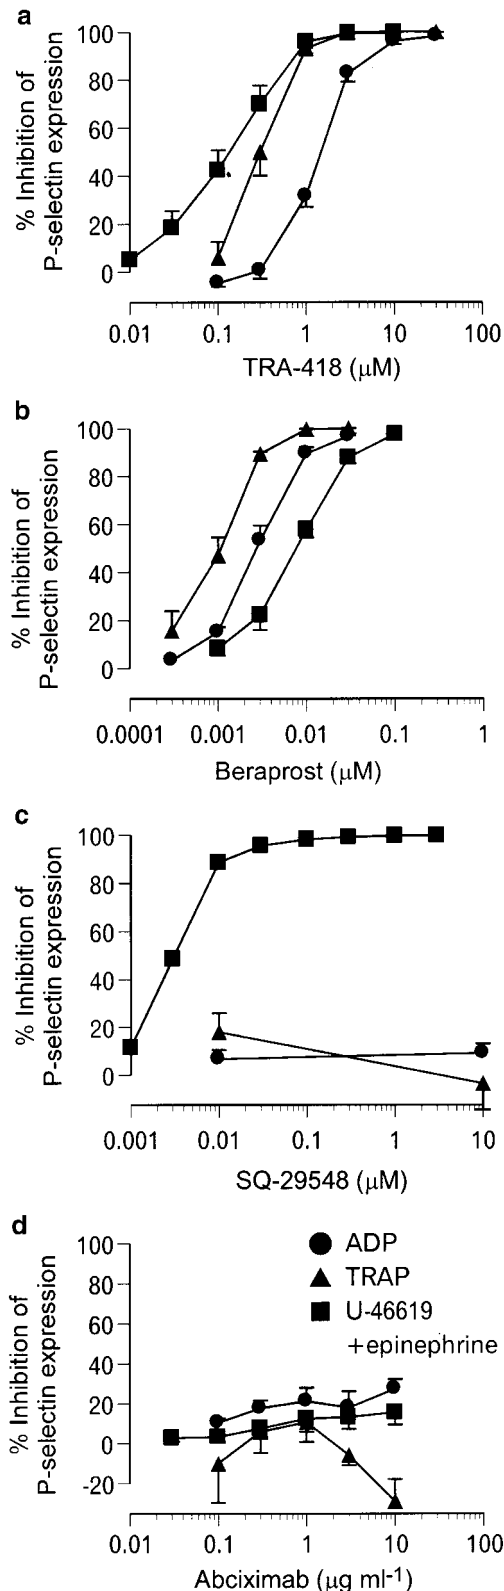 a
% Inhibition of
P-selectin expression
100
80
60
40
20
0
0.01 0.1 1 10 100
TRA-418 (µM)
b
% Inhibition of
P-selectin expression
100
80
60
40
20
0
0.0001 0.001 0.01 0.1 1
Beraprost (µM)
c
% Inhibition of
P-selectin expression
100
80
60
40
20
0
0.001 0.01 0.1 1 10
SQ-29548 (µM)
d
% Inhibition of
P-selectin expression
100
80
60
40
20
0
-20
ADP
TRAP
U-46619
+epinephrine
0.01 0.1 1 10 100
Abciximab (µg ml-1)